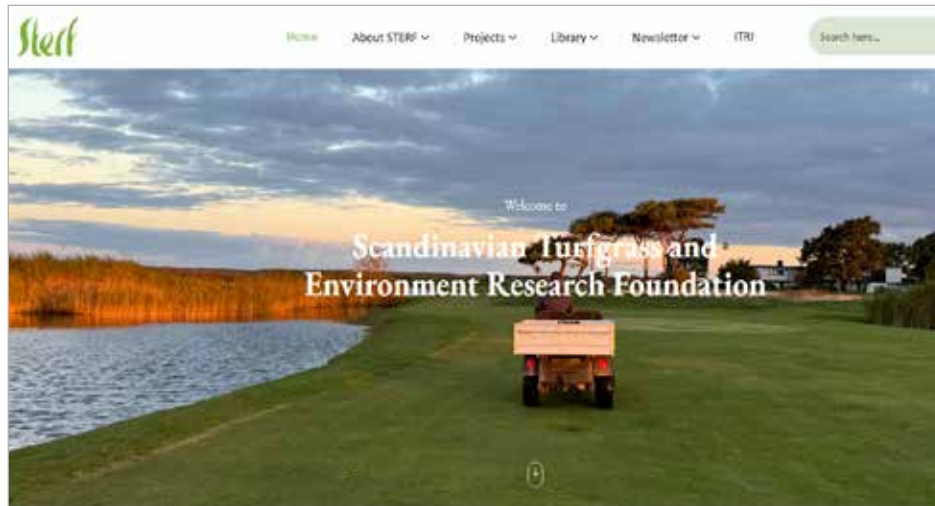 Sterf
Home About STERF Projects Library Newsletter ITRI Search here...
Welcome to
Scandinavian Turfgrass and
Environment Research Foundation